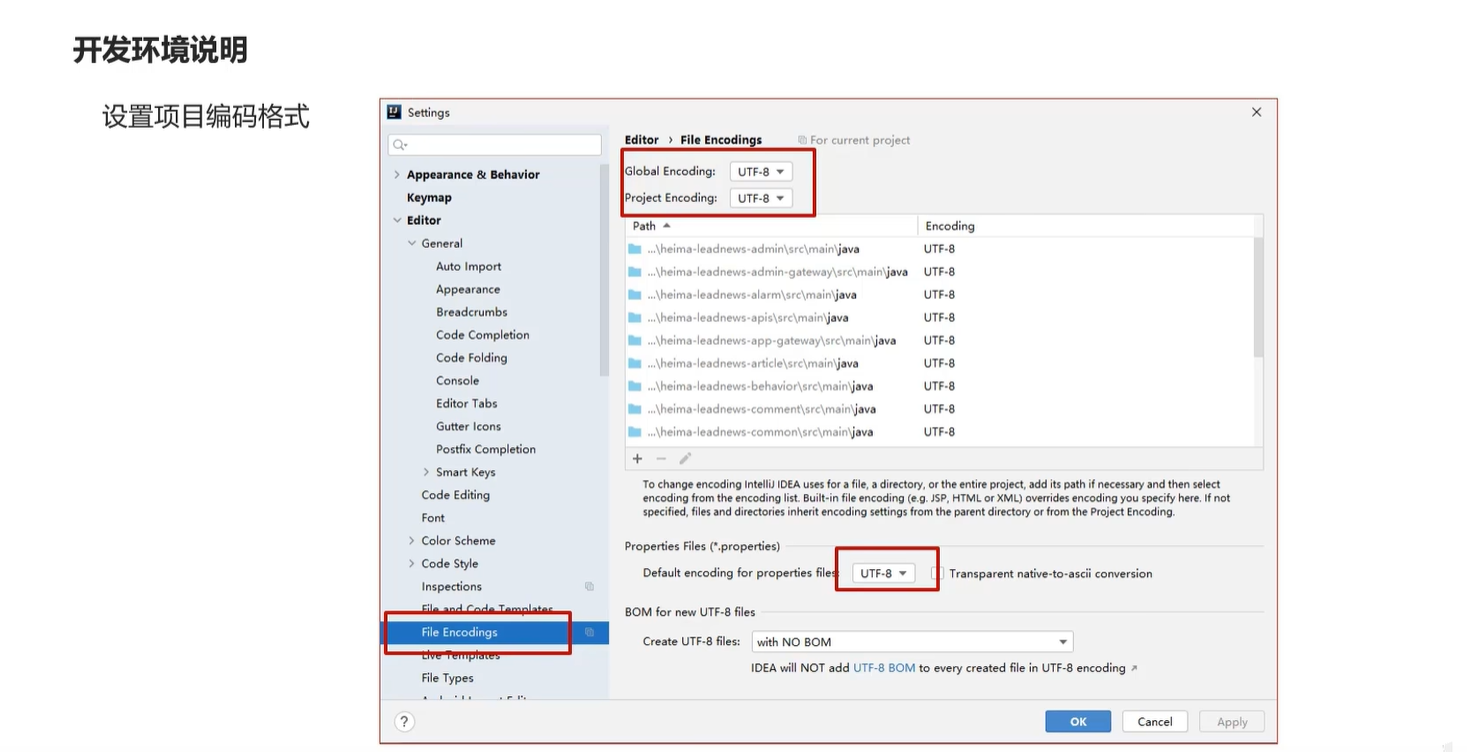 开发环境说明
设置项目编码格式
Settings
Appearance & Behavior
Keymap
Editor
General
Auto Import
Appearance
Breadcrumbs
Code Completion
Code Folding
Console
Editor Tabs
Gutter Icons
Postfix Completion
Smart Keys
Code Editing
Font
Color Scheme
Code Style
Inspections
File and Code Templates
File Encodings
Live Templates
File Types
Editor › File Encodings For current project
Global Encoding: UTF-8
Project Encoding: UTF-8
Path Encoding
...\heima-leadnews-admin\src\main\java UTF-8
...\heima-leadnews-admin-gateway\src\main\java UTF-8
...\heima-leadnews-alarm\src\main\java UTF-8
...\heima-leadnews-apis\src\main\java UTF-8
...\heima-leadnews-app-gateway\src\main\java UTF-8
...\heima-leadnews-article\src\main\java UTF-8
...\heima-leadnews-behavior\src\main\java UTF-8
...\heima-leadnews-comment\src\main\java UTF-8
...\heima-leadnews-common\src\main\java UTF-8
To change encoding IntelliJ IDEA uses for a file, a directory, or the entire project, add its path if necessary and then select
encoding from the encoding list. Built-in file encoding (e.g. JSP, HTML or XML) overrides encoding you specify here. If not
specified, files and directories inherit encoding settings from the parent directory or from the Project Encoding.
Properties Files (*.properties)
Default encoding for properties files: UTF-8 Transparent native-to-ascii conversion
BOM for new UTF-8 files
Create UTF-8 files: with NO BOM
IDEA will NOT add UTF-8 BOM to every created file in UTF-8 encoding ↗
? OK Cancel Apply